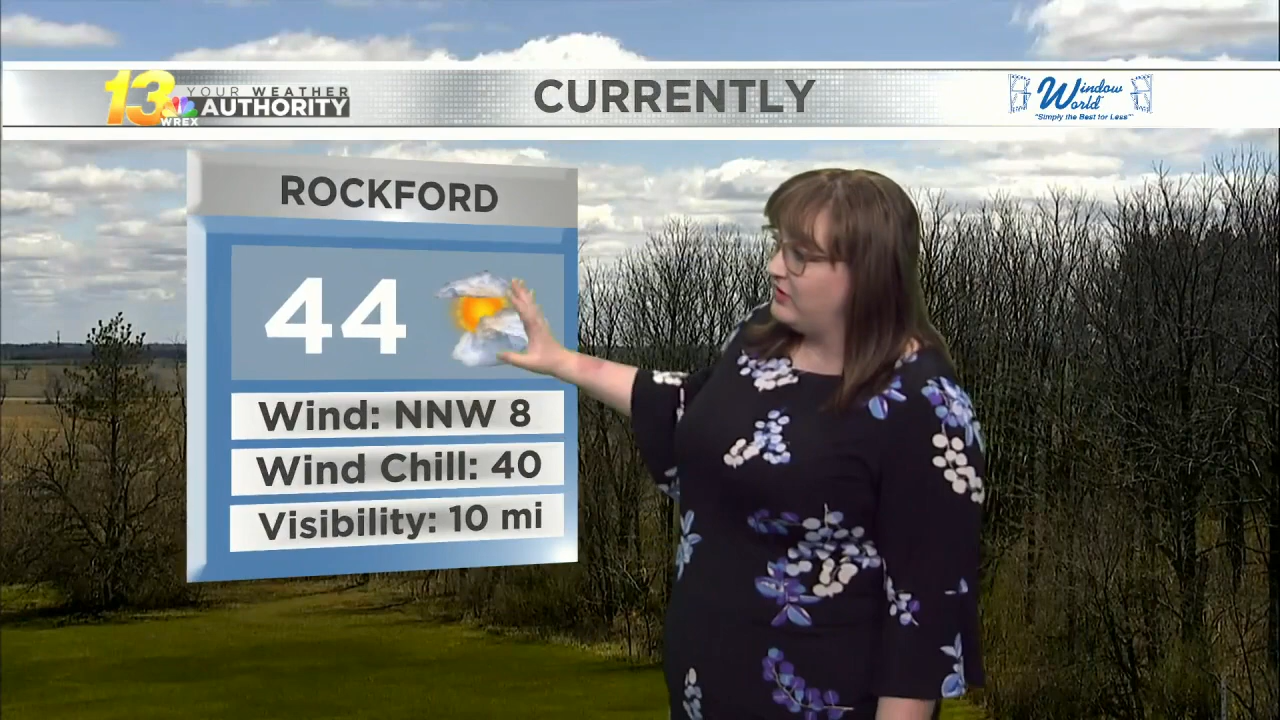 13 WREX
YOUR WEATHER
AUTHORITY
CURRENTLY
Window
World
"Simply the Best for Less"
ROCKFORD
44
Wind: NNW 8
Wind Chill: 40
Visibility: 10 mi